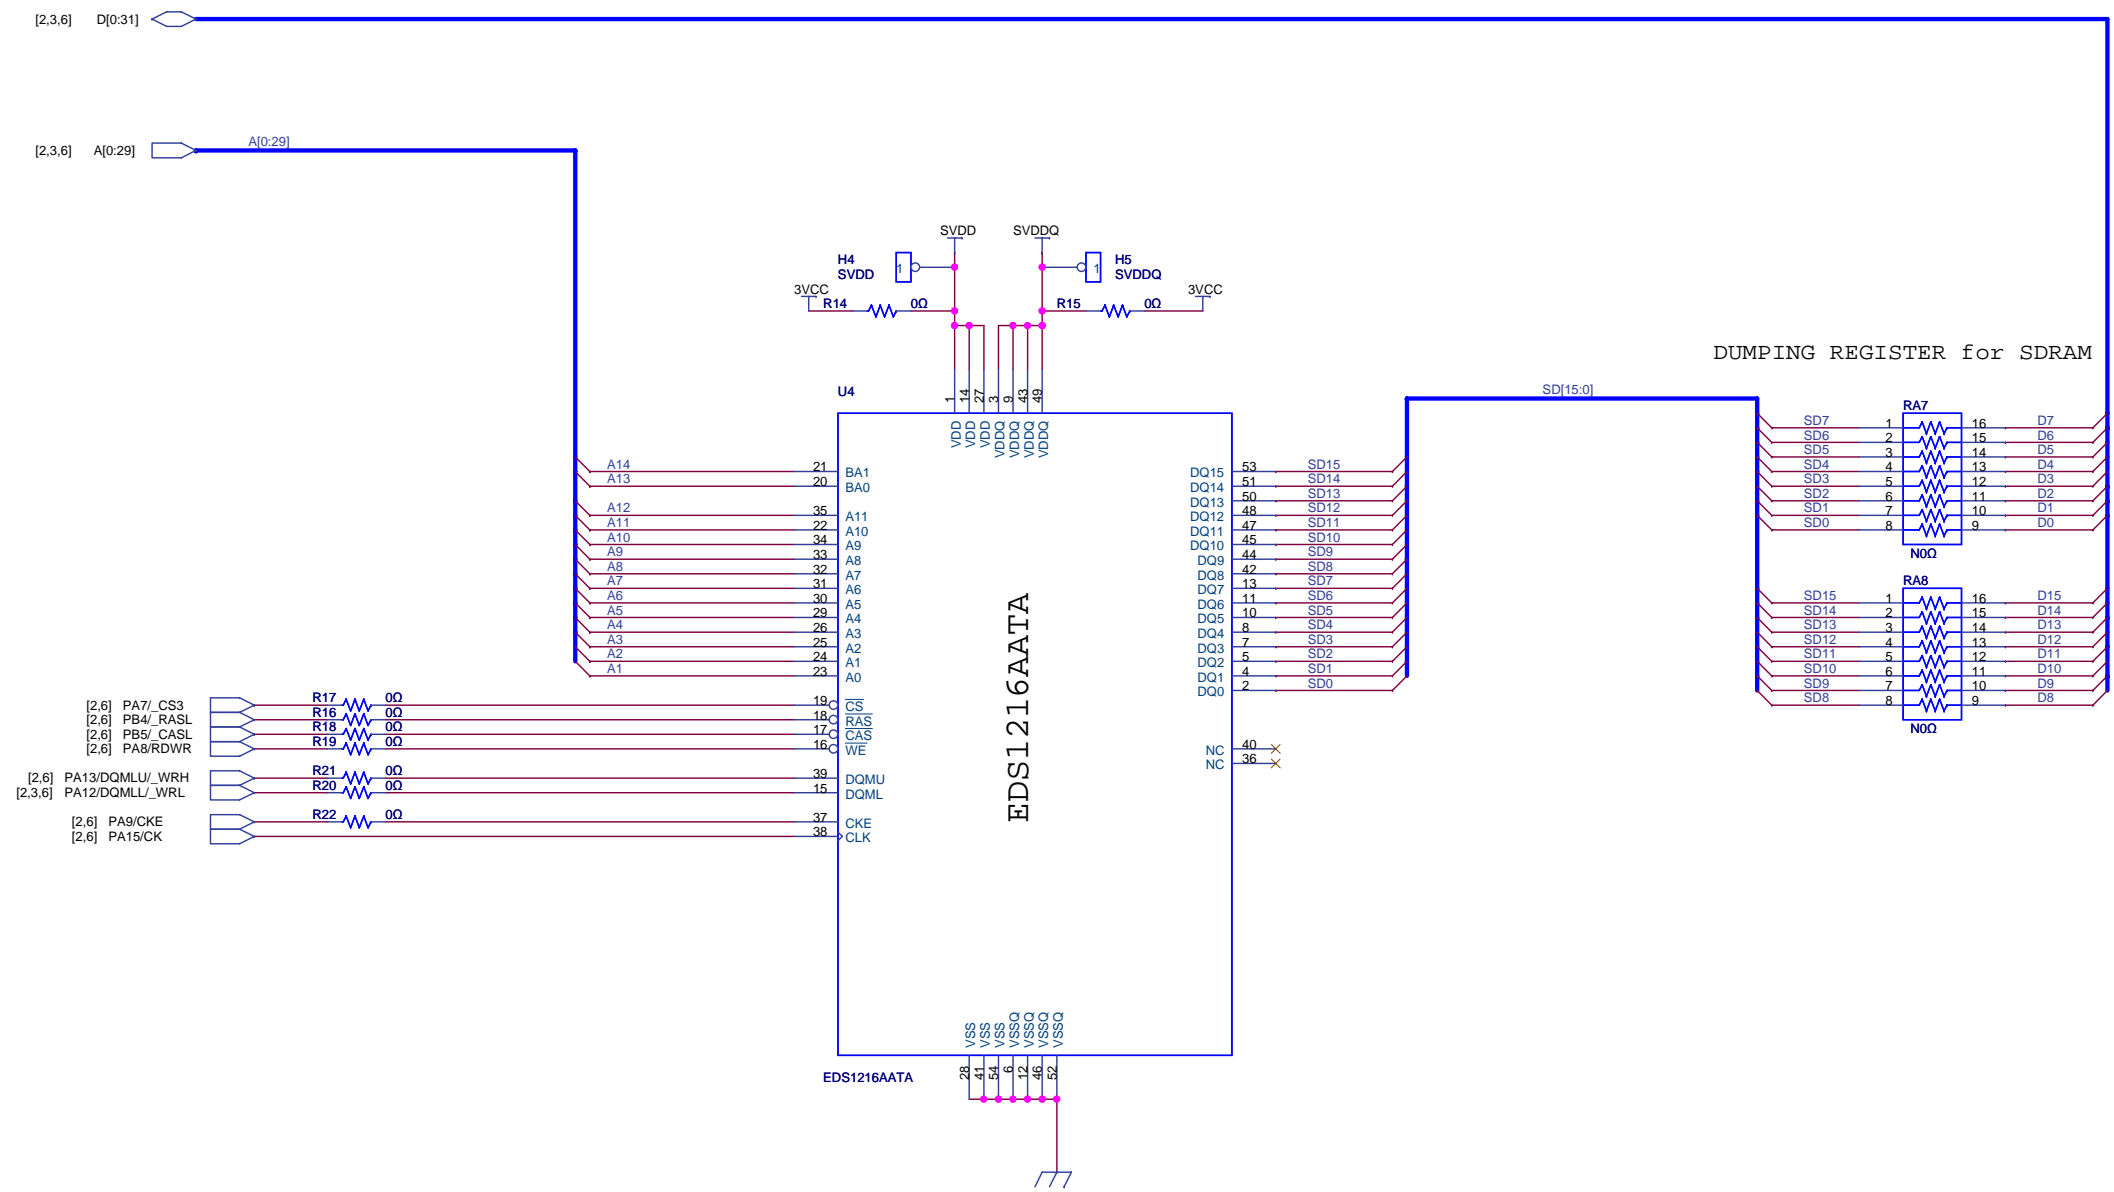 [2,3,6] D[0:31]
[2,3,6] A[0:29]
A[0:29]
SVDD
SVDDQ
H4
SVDD
1
1
H5
SVDDQ
3VCC
R14
0Ω
R15
0Ω
3VCC
DUMPING REGISTER for SDRAM
U4
1
14
27
3
9
43
49
VDD
VDD
VDD
VDDQ
VDDQ
VDDQ
VDDQ
SD[15:0]
A14 21 BA1
A13 20 BA0
A12 35 A11
A11 22 A10
A10 34 A9
A9 33 A8
A8 32 A7
A7 31 A6
A6 30 A5
A5 29 A4
A4 26 A3
A3 25 A2
A2 24 A1
A1 23 A0
[2,6] PA7/_CS3 R17 0Ω 19 CS
[2,6] PB4/_RASL R16 0Ω 18 RAS
[2,6] PB5/_CASL R18 0Ω 17 CAS
[2,6] PA8/RDWR R19 0Ω 16 WE
[2,6] PA13/DQMLU/_WRH R21 0Ω 39 DQMU
[2,3,6] PA12/DQMLL/_WRL R20 0Ω 15 DQML
[2,6] PA9/CKE R22 0Ω 37 CKE
[2,6] PA15/CK 38 CLK
EDS1216AATA
DQ15 53 SD15
DQ14 51 SD14
DQ13 50 SD13
DQ12 48 SD12
DQ11 47 SD11
DQ10 45 SD10
DQ9 44 SD9
DQ8 42 SD8
DQ7 13 SD7
DQ6 11 SD6
DQ5 10 SD5
DQ4 8 SD4
DQ3 7 SD3
DQ2 5 SD2
DQ1 4 SD1
DQ0 2 SD0
NC 40
NC 36
RA7
SD7 1 16 D7
SD6 2 15 D6
SD5 3 14 D5
SD4 4 13 D4
SD3 5 12 D3
SD2 6 11 D2
SD1 7 10 D1
SD0 8 9 D0
N0Ω
RA8
SD15 1 16 D15
SD14 2 15 D14
SD13 3 14 D13
SD12 4 13 D12
SD11 5 12 D11
SD10 6 11 D10
SD9 7 10 D9
SD8 8 9 D8
N0Ω
VSS
VSS
VSS
VSSQ
VSSQ
VSSQ
VSSQ
28
41
54
6
12
46
52
EDS1216AATA